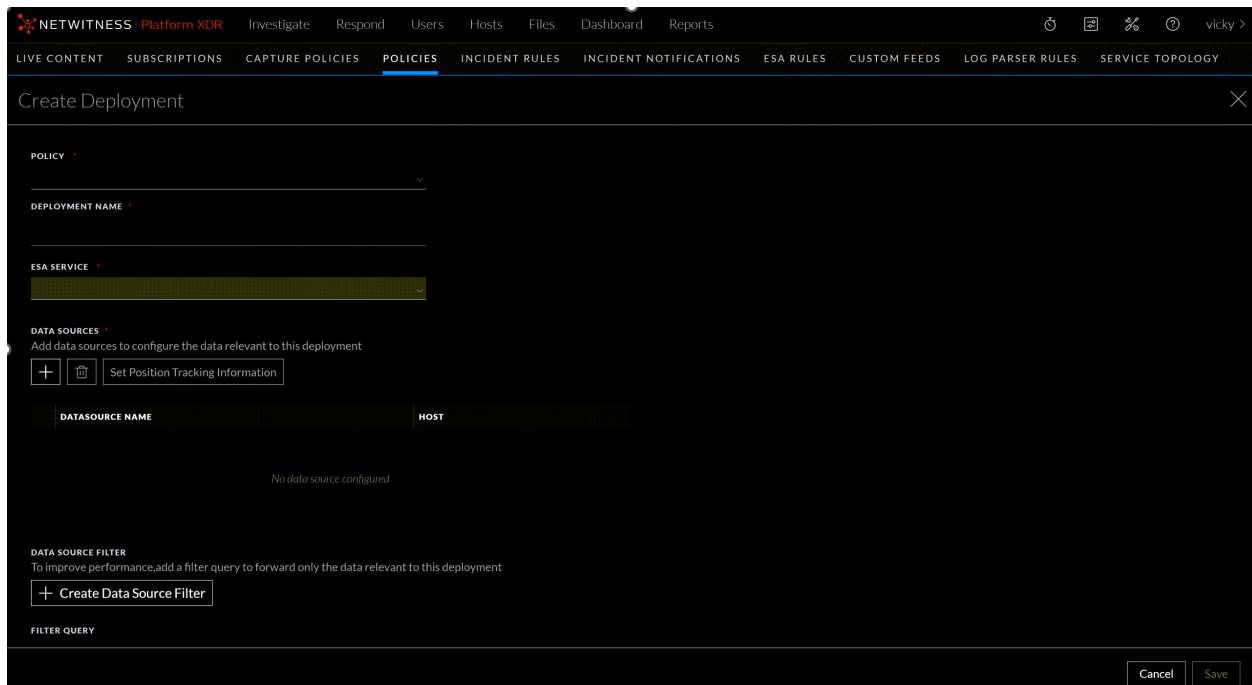 NETWITNESS Platform XDR Investigate Respond Users Hosts Files Dashboard Reports vicky >
LIVE CONTENT SUBSCRIPTIONS CAPTURE POLICIES POLICIES INCIDENT RULES INCIDENT NOTIFICATIONS ESA RULES CUSTOM FEEDS LOG PARSER RULES SERVICE TOPOLOGY
Create Deployment
POLICY *
DEPLOYMENT NAME *
ESA SERVICE *
DATA SOURCES *
Add data sources to configure the data relevant to this deployment
Set Position Tracking Information
DATASOURCE NAME HOST
No data source configured
DATA SOURCE FILTER
To improve performance,add a filter query to forward only the data relevant to this deployment
+ Create Data Source Filter
FILTER QUERY
Cancel Save